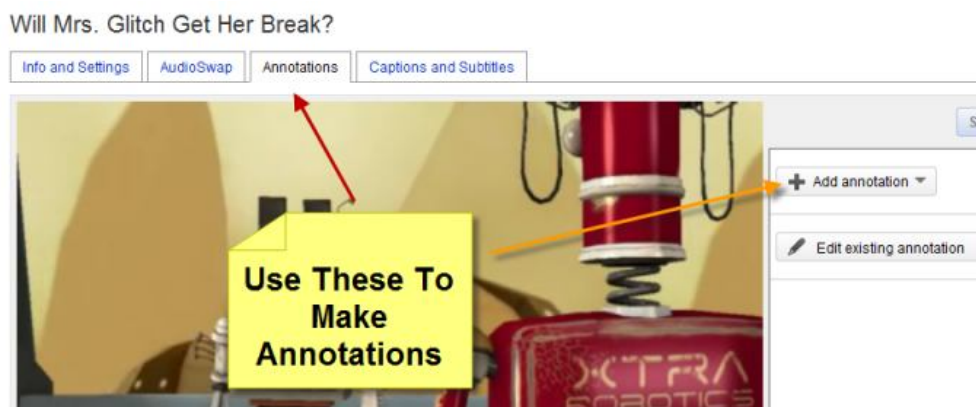 Will Mrs. Glitch Get Her Break?
Info and Settings AudioSwap Annotations Captions and Subtitles
S
Add annotation
Edit existing annotation
Use These To
Make
Annotations
XTRA
ROBOTICS